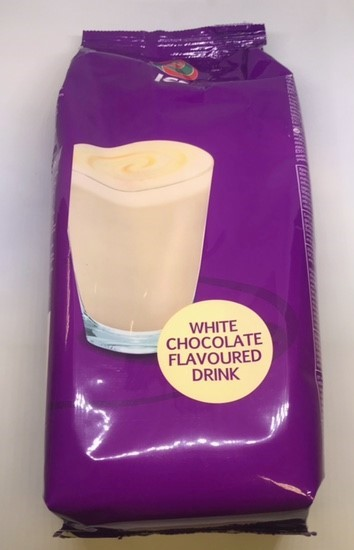 WHITE
CHOCOLATE
FLAVOURED
DRINK